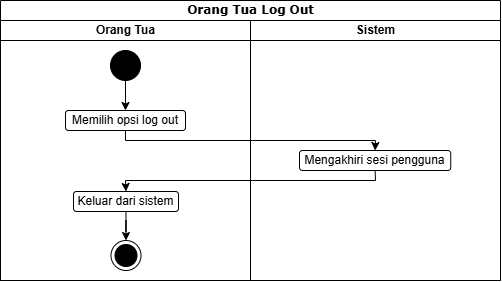 Orang Tua Log Out
Orang Tua
Sistem
Memilih opsi log out
Mengakhiri sesi pengguna
Keluar dari sistem